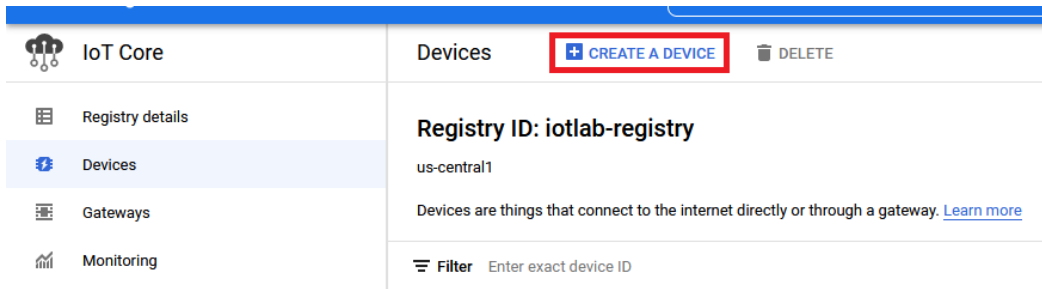 IoT Core
Devices
CREATE A DEVICE
DELETE
Registry details
Devices
Gateways
Monitoring
Registry ID: iotlab-registry
us-central1
Devices are things that connect to the internet directly or through a gateway. Learn more
Filter Enter exact device ID